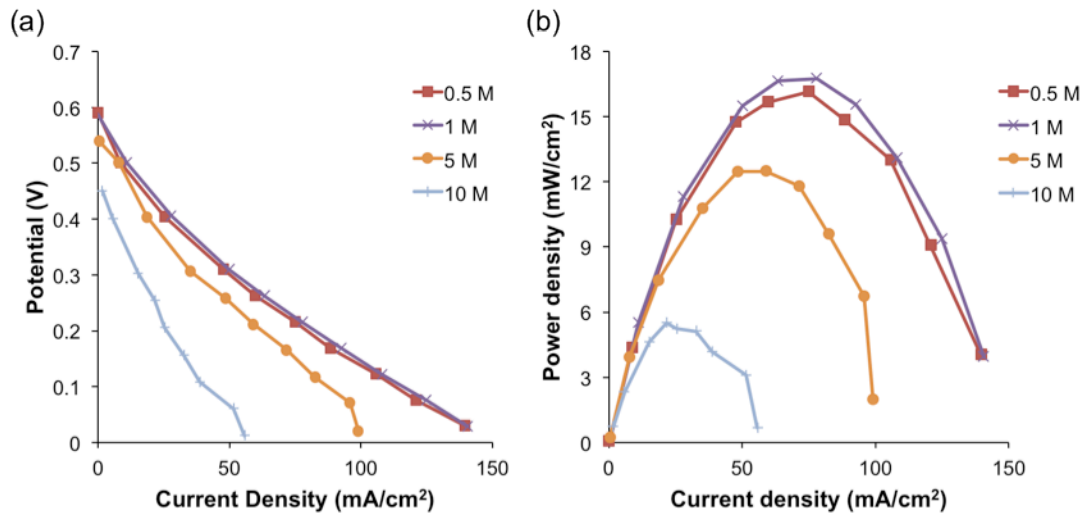 (a)
0.7
0.6
0.5
0.4
0.3
0.2
0.1
0
0
50
100
150
Potential (V)
Current Density (mA/cm²)
0.5 M
1 M
5 M
10 M
(b)
18
15
12
9
6
3
0
0
50
100
150
Power density (mW/cm²)
Current density (mA/cm²)
0.5 M
1 M
5 M
10 M